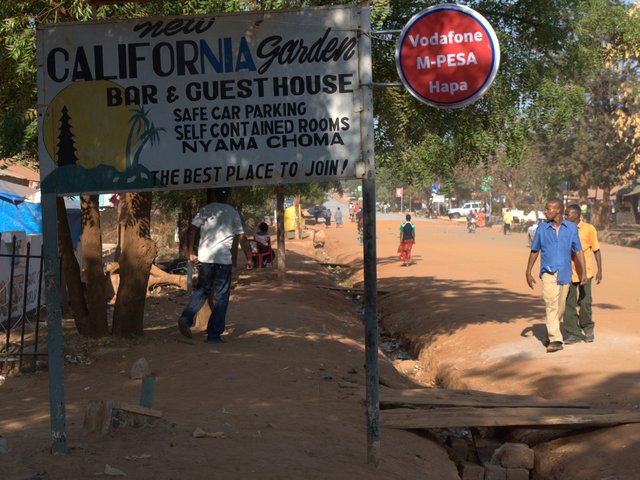 new
CALIFORNIA Garden
BAR & GUEST HOUSE
SAFE CAR PARKING
SELF CONTAINED ROOMS
NYAMA CHOMA
THE BEST PLACE TO JOIN!
Vodafone
M-PESA
Hapa